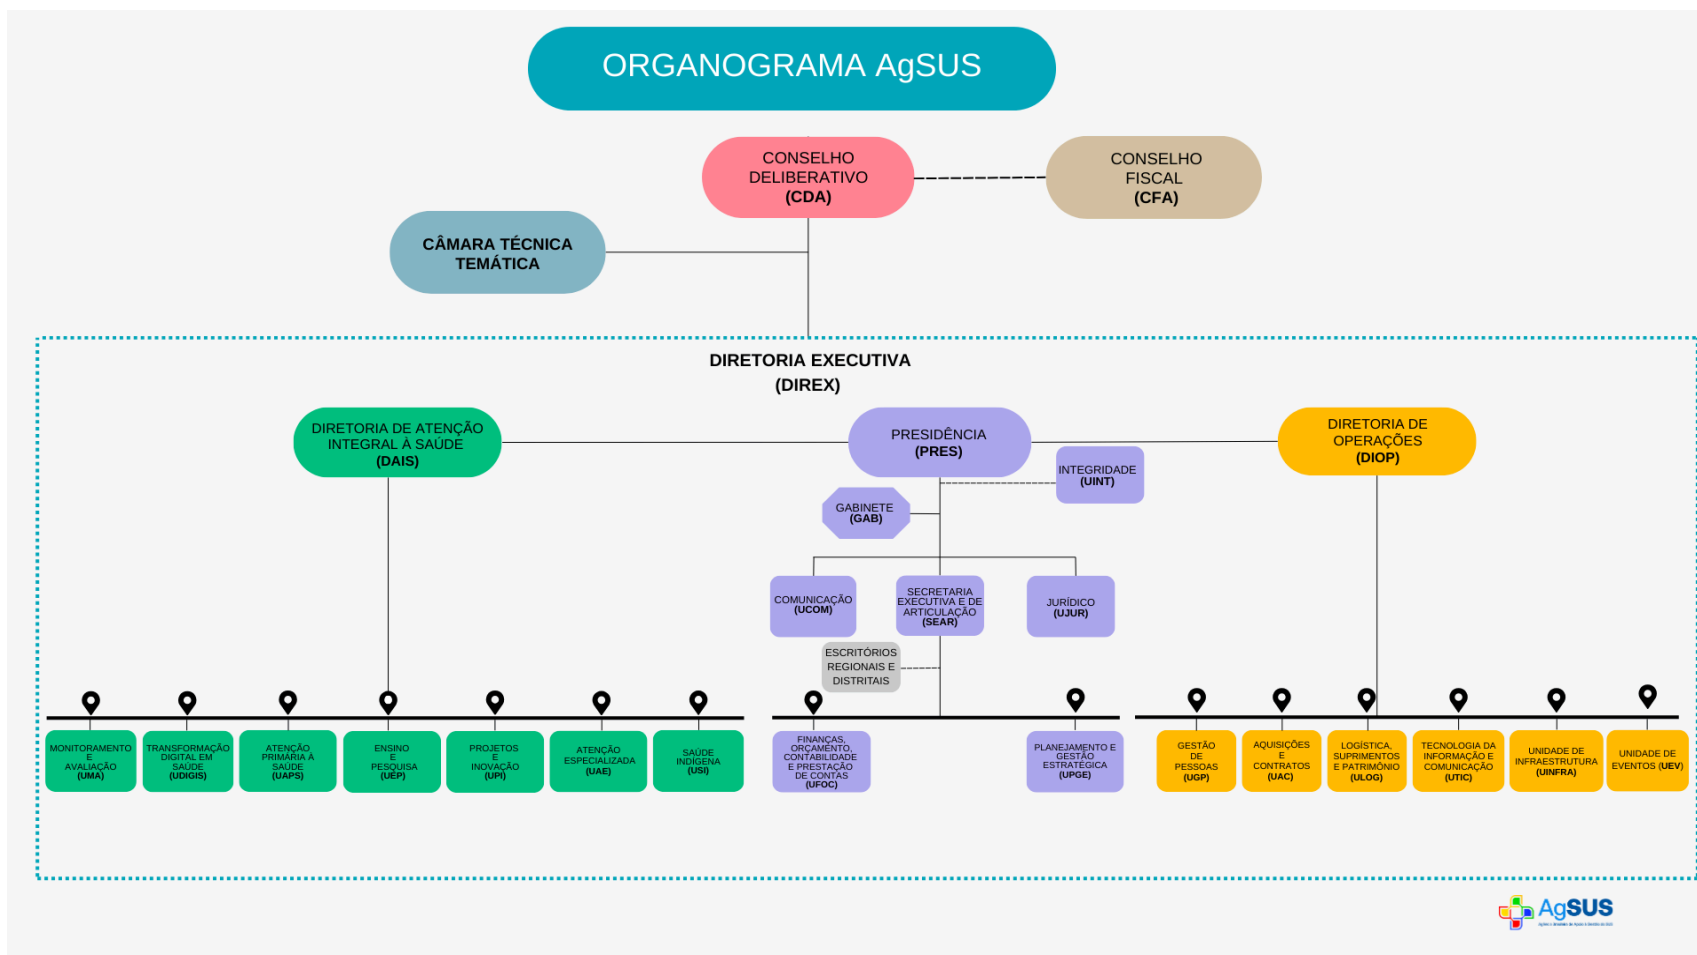 ORGANOGRAMA AgSUS
CONSELHO
DELIBERATIVO
(CDA)
CONSELHO
FISCAL
(CFA)
CÂMARA TÉCNICA
TEMÁTICA
DIRETORIA EXECUTIVA
(DIREX)
DIRETORIA DE ATENÇÃO
INTEGRAL À SAÚDE
(DAIS)
PRESIDÊNCIA
(PRES)
DIRETORIA DE
OPERAÇÕES
(DIOP)
INTEGRIDADE
(UINT)
GABINETE
(GAB)
COMUNICAÇÃO
(UCOM)
SECRETARIA
EXECUTIVA E DE
ARTICULAÇÃO
(SEAR)
JURÍDICO
(UJUR)
ESCRITÓRIOS
REGIONAIS E
DISTRITAIS
MONITORAMENTO
E
AVALIAÇÃO
(UMA)
TRANSFORMAÇÃO
DIGITAL EM
SAÚDE
(UDIGIS)
ATENÇÃO
PRIMÁRIA À
SAÚDE
(UAPS)
ENSINO
E
PESQUISA
(UEP)
PROJETOS
E
INOVAÇÃO
(UPI)
ATENÇÃO
ESPECIALIZADA
(UAE)
SAÚDE
INDÍGENA
(USI)
FINANÇAS,
ORÇAMENTO,
CONTABILIDADE
E PRESTAÇÃO
DE CONTAS
(UFOC)
PLANEJAMENTO E
GESTÃO
ESTRATÉGICA
(UPGE)
GESTÃO
DE
PESSOAS
(UGP)
AQUISIÇÕES
E
CONTRATOS
(UAC)
LOGÍSTICA,
SUPRIMENTOS
E PATRIMÔNIO
(ULOG)
TECNOLOGIA DA
INFORMAÇÃO E
COMUNICAÇÃO
(UTIC)
UNIDADE DE
INFRAESTRUTURA
(UINFRA)
UNIDADE DE
EVENTOS (UEV)
AgSUS